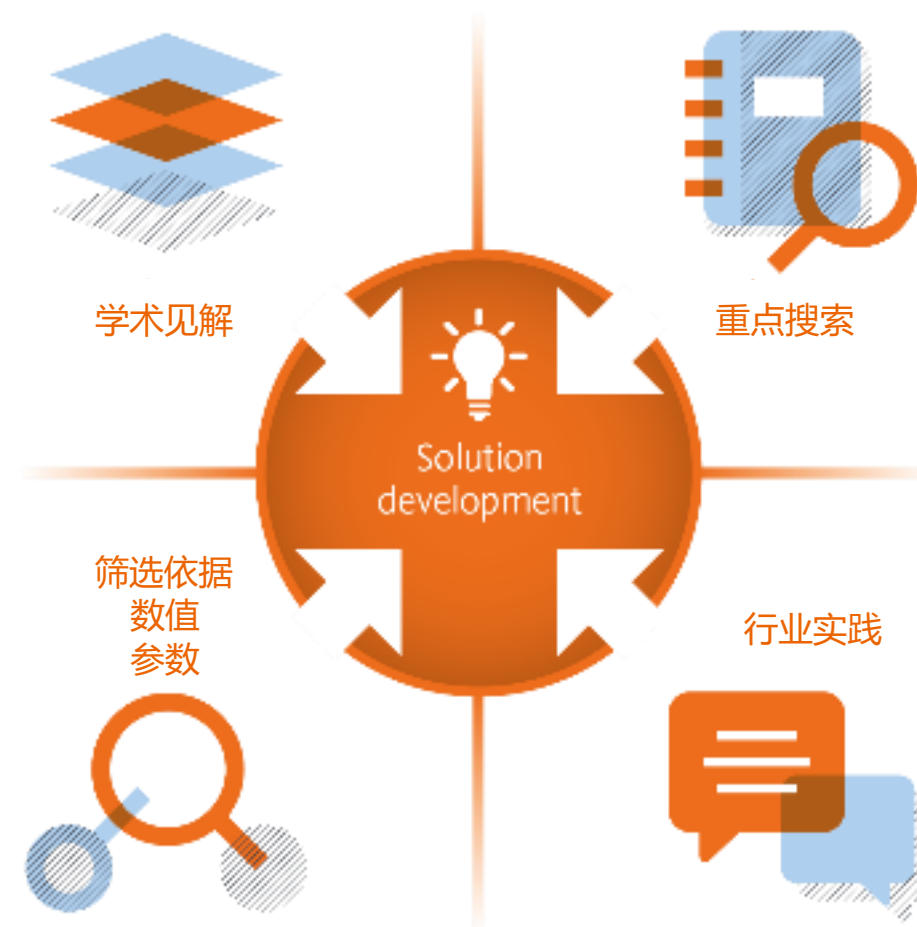 学术见解
重点搜索
Solution
development
筛选依据
数值
参数
行业实践